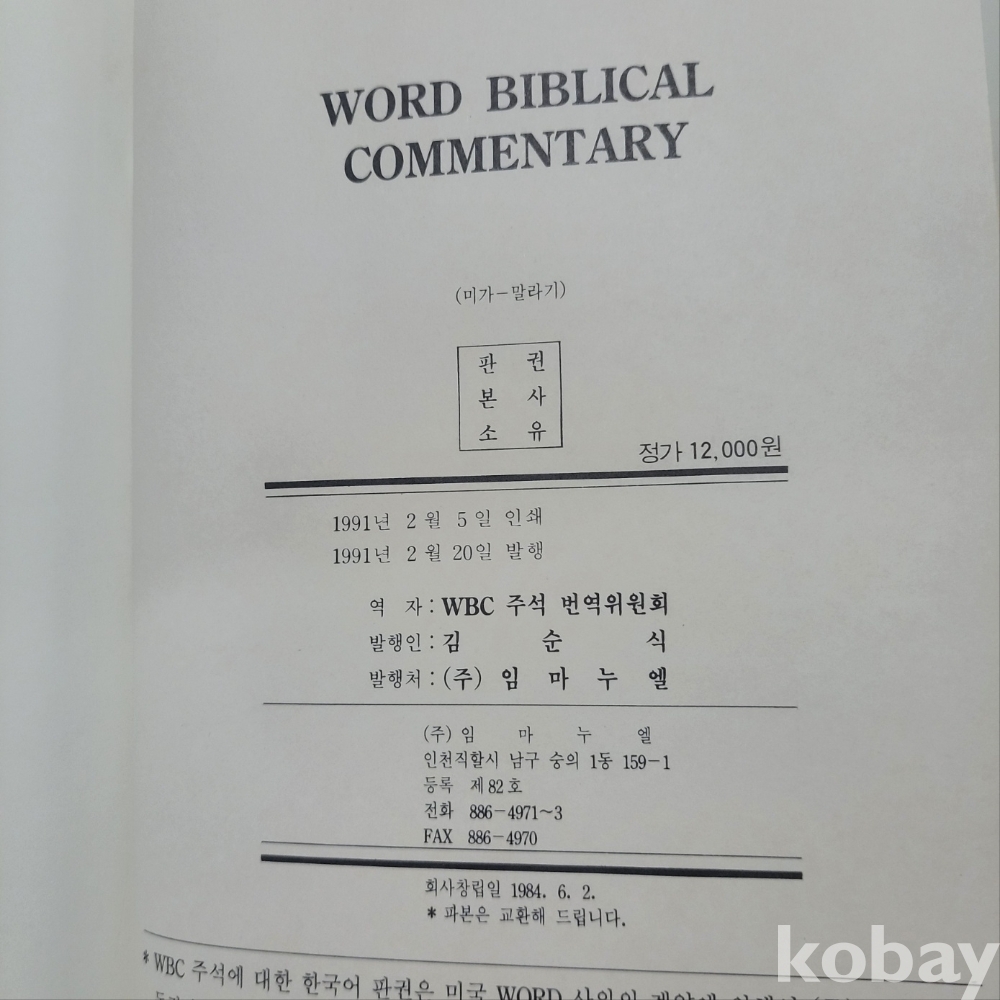 WORD BIBLICAL
COMMENTARY
(미가-말라기)
판 권
본 사
소 유
정가 12,000원
1991년 2월 5일 인쇄
1991년 2월 20일 발행
역 자 : WBC 주석 번역위원회
발행인 : 김 순 식
발행처 : (주) 임 마 누 엘
(주) 임 마 누 엘
인천직할시 남구 숭의 1동 159-1
등록 제82호
전화 886-4971~3
FAX 886-4970
회사창립일 1984. 6. 2.
* 파본은 교환해 드립니다.
* WBC 주석에 대한 한국어 판권은 미국 WORD
kobay